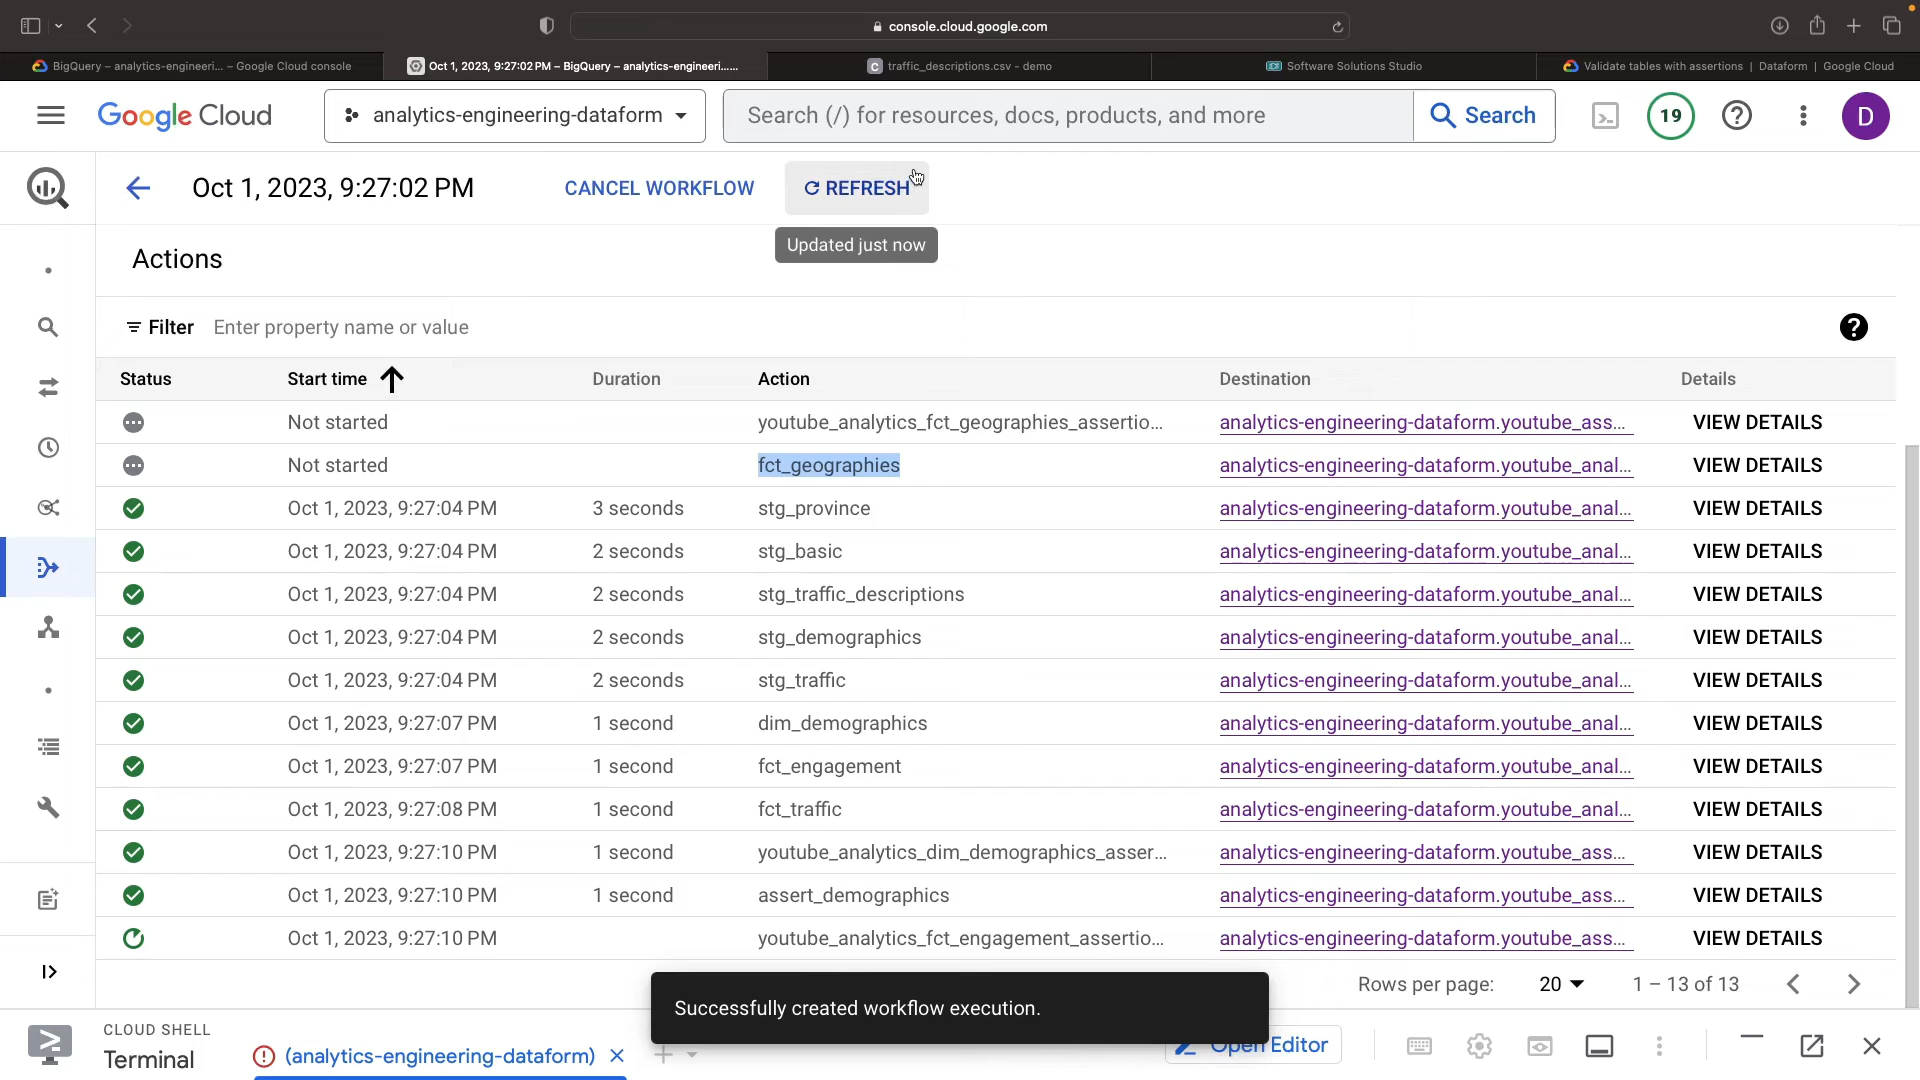 console.cloud.google.com
BigQuery – analytics-engineeri... – Google Cloud console
Oct 1, 2023, 9:27:02 PM – BigQuery – analytics-engineeri......
traffic_descriptions.csv - demo
Software Solutions Studio
Validate tables with assertions | Dataform | Google Cloud
Google Cloud
analytics-engineering-dataform
Search (/) for resources, docs, products, and more
Search
19
D
Oct 1, 2023, 9:27:02 PM
CANCEL WORKFLOW
REFRESH
Updated just now
Actions
Filter Enter property name or value
Status Start time Duration Action Destination Details
Not started youtube_analytics_fct_geographies_assertio... analytics-engineering-dataform.youtube_ass... VIEW DETAILS
Not started fct_geographies analytics-engineering-dataform.youtube_anal... VIEW DETAILS
Oct 1, 2023, 9:27:04 PM 3 seconds stg_province analytics-engineering-dataform.youtube_anal... VIEW DETAILS
Oct 1, 2023, 9:27:04 PM 2 seconds stg_basic analytics-engineering-dataform.youtube_anal... VIEW DETAILS
Oct 1, 2023, 9:27:04 PM 2 seconds stg_traffic_descriptions analytics-engineering-dataform.youtube_anal... VIEW DETAILS
Oct 1, 2023, 9:27:04 PM 2 seconds stg_demographics analytics-engineering-dataform.youtube_anal... VIEW DETAILS
Oct 1, 2023, 9:27:04 PM 2 seconds stg_traffic analytics-engineering-dataform.youtube_anal... VIEW DETAILS
Oct 1, 2023, 9:27:07 PM 1 second dim_demographics analytics-engineering-dataform.youtube_anal... VIEW DETAILS
Oct 1, 2023, 9:27:07 PM 1 second fct_engagement analytics-engineering-dataform.youtube_anal... VIEW DETAILS
Oct 1, 2023, 9:27:08 PM 1 second fct_traffic analytics-engineering-dataform.youtube_anal... VIEW DETAILS
Oct 1, 2023, 9:27:10 PM 1 second youtube_analytics_dim_demographics_asser... analytics-engineering-dataform.youtube_ass... VIEW DETAILS
Oct 1, 2023, 9:27:10 PM 1 second assert_demographics analytics-engineering-dataform.youtube_ass... VIEW DETAILS
Oct 1, 2023, 9:27:10 PM youtube_analytics_fct_engagement_assertio... analytics-engineering-dataform.youtube_ass... VIEW DETAILS
Rows per page: 20 1 – 13 of 13
Successfully created workflow execution.
CLOUD SHELL
Terminal
(analytics-engineering-dataform)
Open Editor